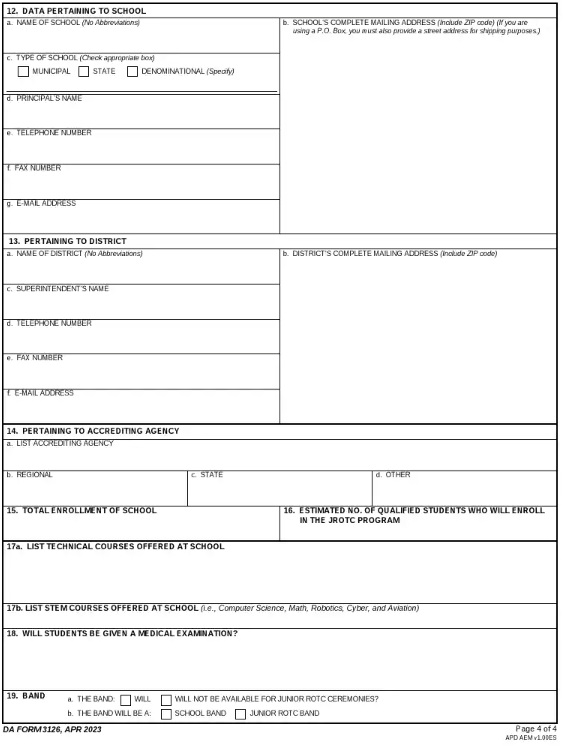 12. DATA PERTAINING TO SCHOOL
a. NAME OF SCHOOL (No Abbreviations)
b. SCHOOL'S COMPLETE MAILING ADDRESS (Include ZIP code) (If you are
using a P.O. Box, you must also provide a street address for shipping purposes.)
c. TYPE OF SCHOOL (Check appropriate box)
MUNICIPAL STATE DENOMINATIONAL (Specify)
d. PRINCIPAL'S NAME
e. TELEPHONE NUMBER
f. FAX NUMBER
g. E-MAIL ADDRESS
13. PERTAINING TO DISTRICT
a. NAME OF DISTRICT (No Abbreviations)
b. DISTRICT'S COMPLETE MAILING ADDRESS (Include ZIP code)
c. SUPERINTENDENT'S NAME
d. TELEPHONE NUMBER
e. FAX NUMBER
f. E-MAIL ADDRESS
14. PERTAINING TO ACCREDITING AGENCY
a. LIST ACCREDITING AGENCY
b. REGIONAL
c. STATE
d. OTHER
15. TOTAL ENROLLMENT OF SCHOOL
16. ESTIMATED NO. OF QUALIFIED STUDENTS WHO WILL ENROLL
IN THE JROTC PROGRAM
17a. LIST TECHNICAL COURSES OFFERED AT SCHOOL
17b. LIST STEM COURSES OFFERED AT SCHOOL (i.e., Computer Science, Math, Robotics, Cyber, and Aviation)
18. WILL STUDENTS BE GIVEN A MEDICAL EXAMINATION?
19. BAND a. THE BAND: WILL WILL NOT BE AVAILABLE FOR JUNIOR ROTC CEREMONIES?
b. THE BAND WILL BE A: SCHOOL BAND JUNIOR ROTC BAND
DA FORM 3126, APR 2023
Page 4 of 4
APD AEM v1.00ES